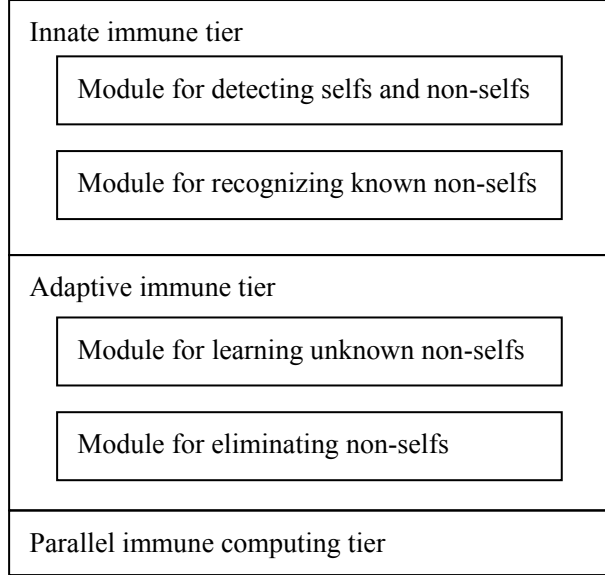 Innate immune tier
Module for detecting selfs and non-selfs
Module for recognizing known non-selfs
Adaptive immune tier
Module for learning unknown non-selfs
Module for eliminating non-selfs
Parallel immune computing tier